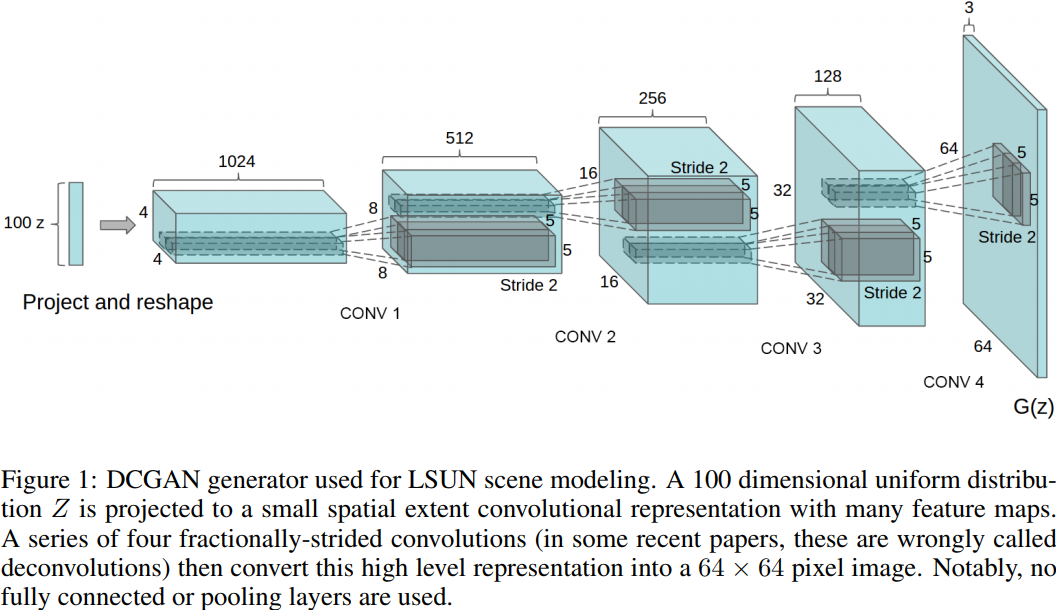 3
128
256
512
1024
64
5
16
Stride 2
5
32
4
8
5
5
5
100 z
5
5
Stride 2
4
5
8
Stride 2
16
32
Stride 2
Project and reshape
CONV 1
CONV 2
CONV 3
64
CONV 4
G(z)
Figure 1: DCGAN generator used for LSUN scene modeling. A 100 dimensional uniform distribu-
tion Z is projected to a small spatial extent convolutional representation with many feature maps.
A series of four fractionally-strided convolutions (in some recent papers, these are wrongly called
deconvolutions) then convert this high level representation into a 64 × 64 pixel image. Notably, no
fully connected or pooling layers are used.